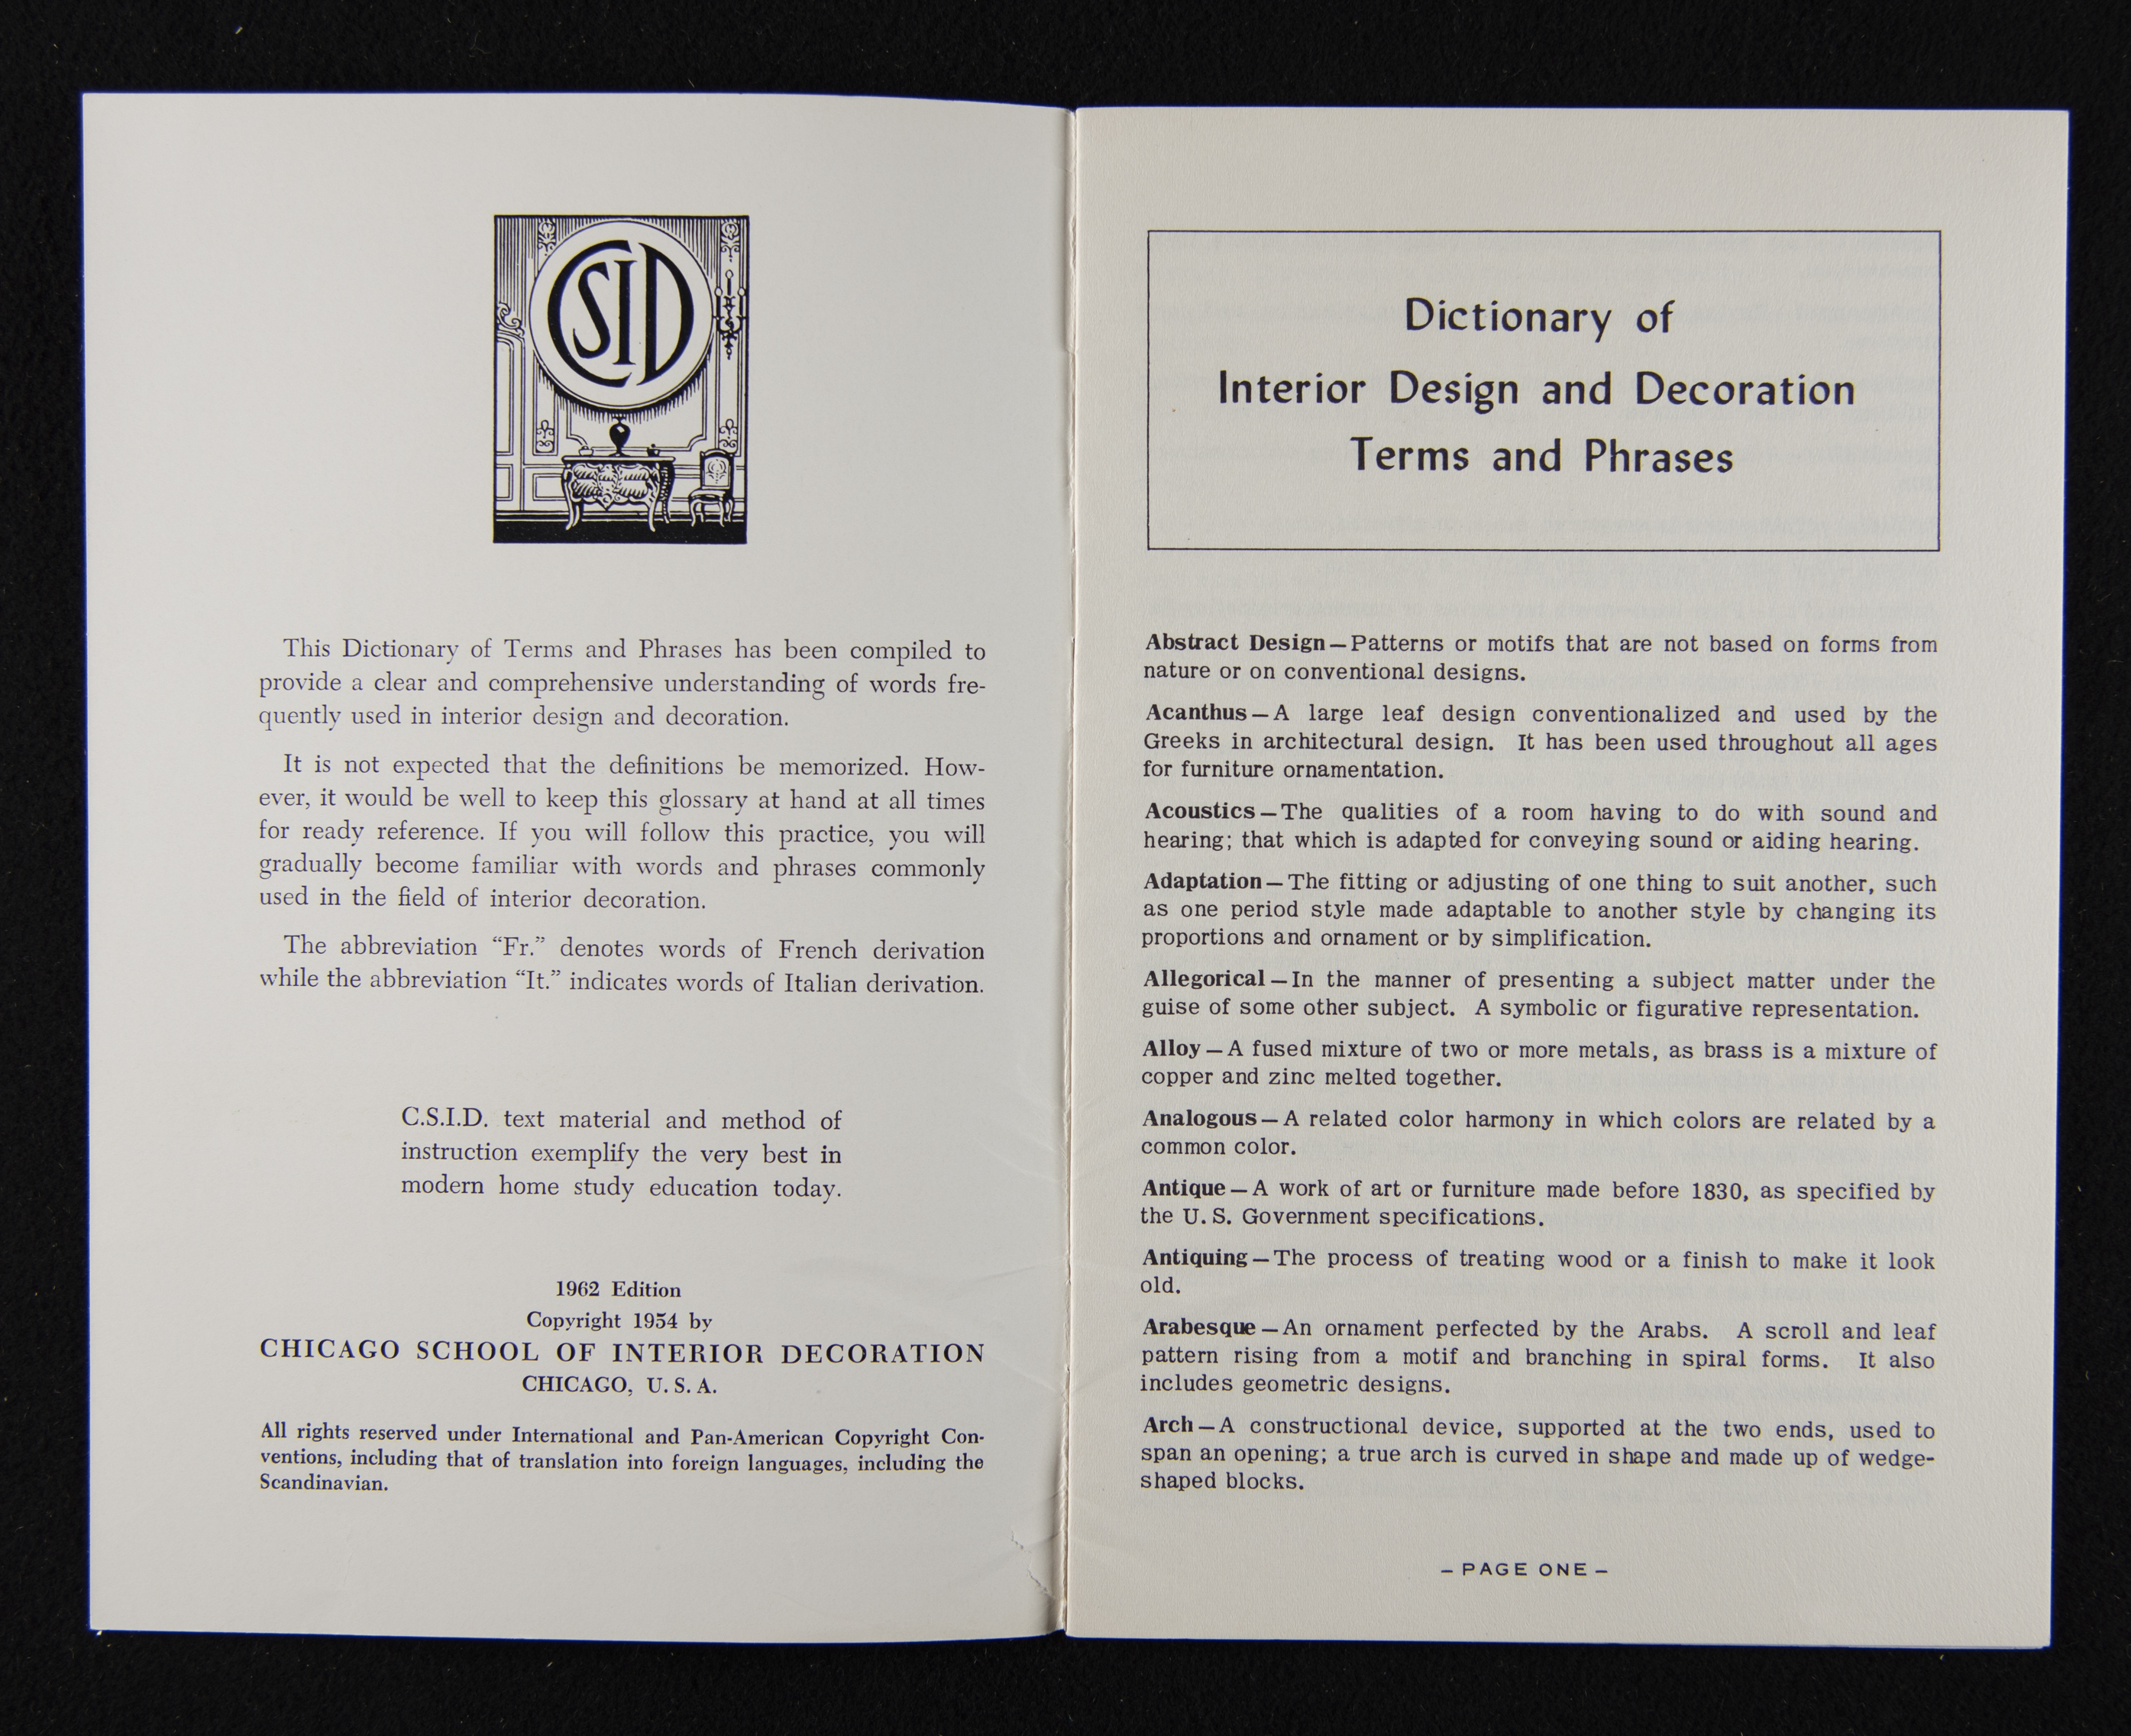 CSID
This Dictionary of Terms and Phrases has been compiled to
provide a clear and comprehensive understanding of words fre-
quently used in interior design and decoration.
It is not expected that the definitions be memorized. How-
ever, it would be well to keep this glossary at hand at all times
for ready reference. If you will follow this practice, you will
gradually become familiar with words and phrases commonly
used in the field of interior decoration.
The abbreviation “Fr.” denotes words of French derivation
while the abbreviation “It.” indicates words of Italian derivation.
C.S.I.D. text material and method of
instruction exemplify the very best in
modern home study education today.
1962 Edition
Copyright 1954 by
CHICAGO SCHOOL OF INTERIOR DECORATION
CHICAGO, U. S. A.
All rights reserved under International and Pan-American Copyright Con-
ventions, including that of translation into foreign languages, including the
Scandinavian.
Dictionary of
Interior Design and Decoration
Terms and Phrases
Abstract Design—Patterns or motifs that are not based on forms from
nature or on conventional designs.
Acanthus—A large leaf design conventionalized and used by the
Greeks in architectural design. It has been used throughout all ages
for furniture ornamentation.
Acoustics—The qualities of a room having to do with sound and
hearing; that which is adapted for conveying sound or aiding hearing.
Adaptation—The fitting or adjusting of one thing to suit another, such
as one period style made adaptable to another style by changing its
proportions and ornament or by simplification.
Allegorical—In the manner of presenting a subject matter under the
guise of some other subject. A symbolic or figurative representation.
Alloy—A fused mixture of two or more metals, as brass is a mixture of
copper and zinc melted together.
Analogous—A related color harmony in which colors are related by a
common color.
Antique—A work of art or furniture made before 1830, as specified by
the U. S. Government specifications.
Antiquing—The process of treating wood or a finish to make it look
old.
Arabesque—An ornament perfected by the Arabs. A scroll and leaf
pattern rising from a motif and branching in spiral forms. It also
includes geometric designs.
Arch—A constructional device, supported at the two ends, used to
span an opening; a true arch is curved in shape and made up of wedge-
shaped blocks.
– PAGE ONE –